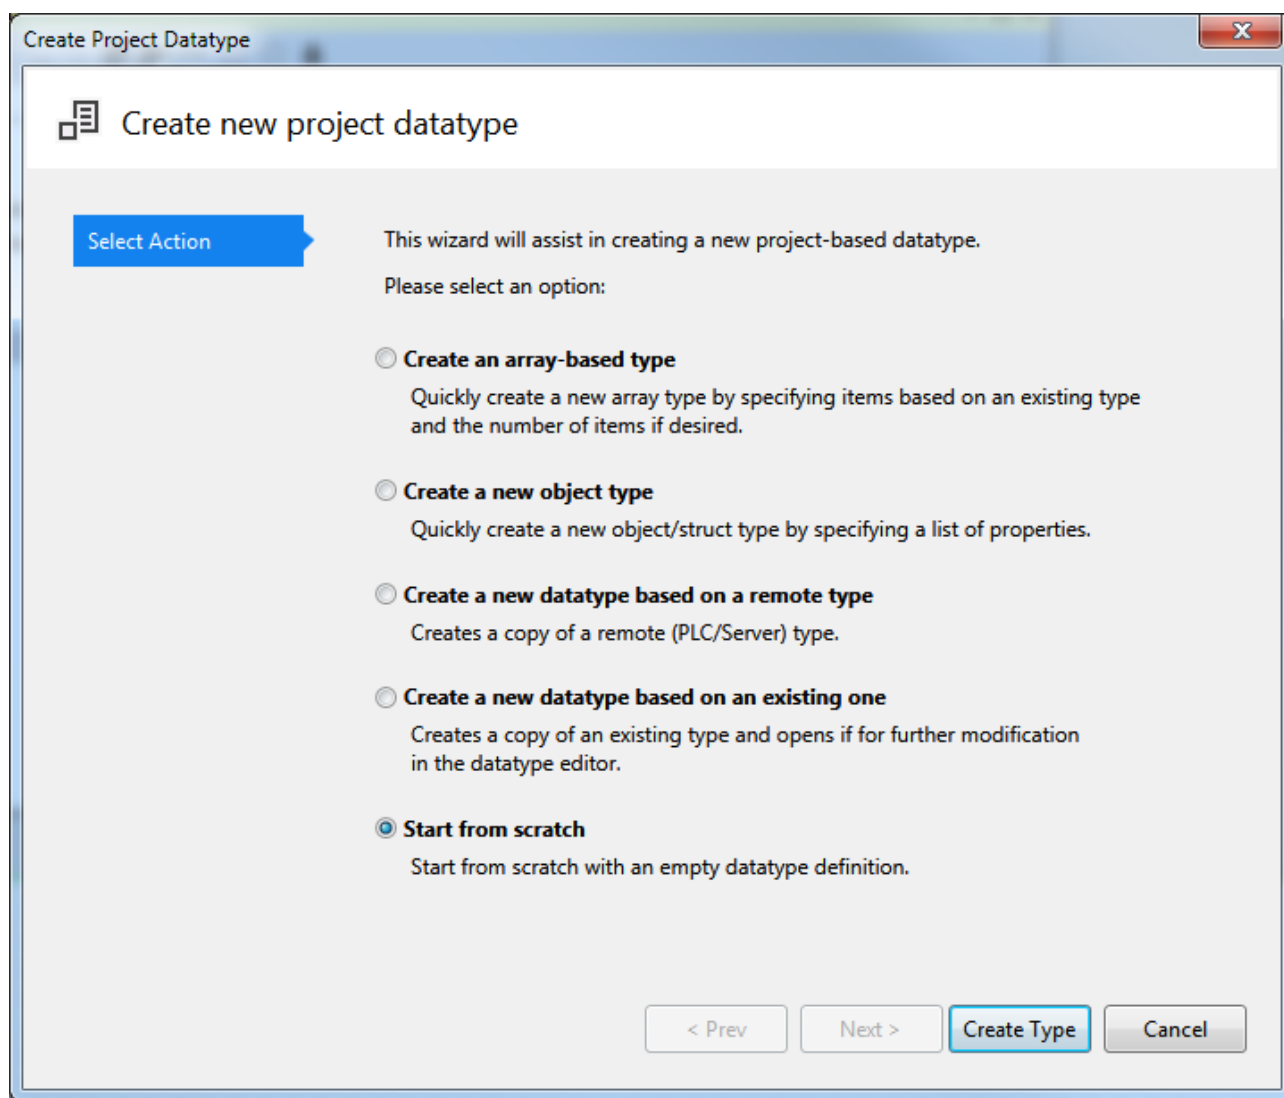 Create Project Datatype
Create new project datatype
Select Action
This wizard will assist in creating a new project-based datatype.
Please select an option:
Create an array-based type
Quickly create a new array type by specifying items based on an existing type
and the number of items if desired.
Create a new object type
Quickly create a new object/struct type by specifying a list of properties.
Create a new datatype based on a remote type
Creates a copy of a remote (PLC/Server) type.
Create a new datatype based on an existing one
Creates a copy of an existing type and opens if for further modification
in the datatype editor.
Start from scratch
Start from scratch with an empty datatype definition.
< Prev Next > Create Type Cancel